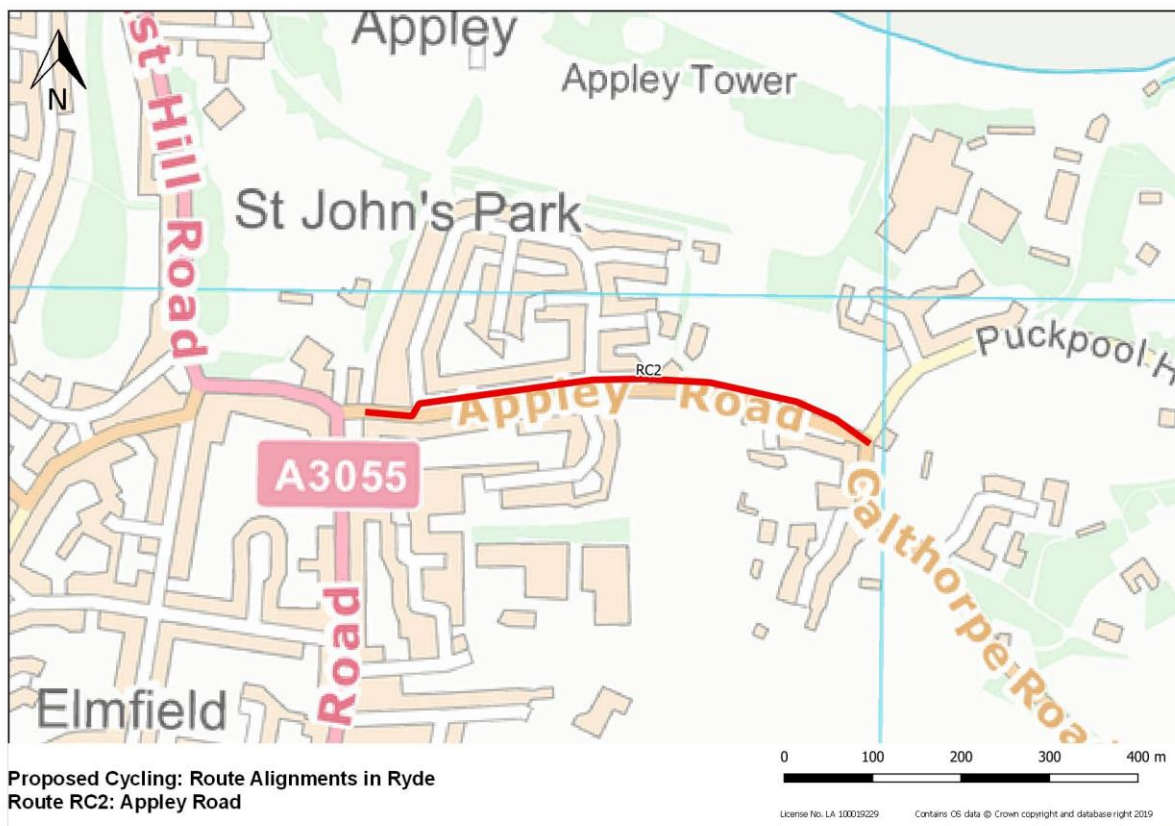 Appley
Appley Tower
N
st Hill Road
St John's Park
Puckpool H
RC2
Appley Road
A3055
Calthorpe Road
Road
Elmfield
Proposed Cycling: Route Alignments in Ryde
Route RC2: Appley Road
0 100 200 300 400 m
License No. LA 100019229 Contains OS data @ Crown copyright and database right 2019